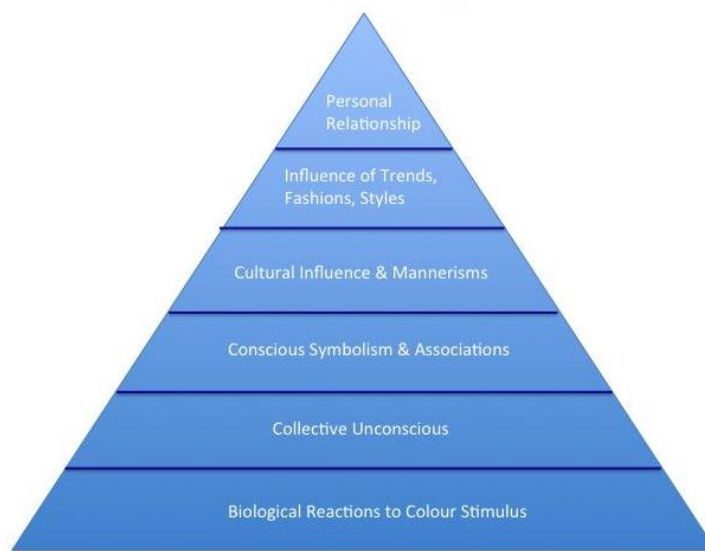 Personal
Relationship
Influence of Trends,
Fashions, Styles
Cultural Influence & Mannerisms
Conscious Symbolism & Associations
Collective Unconscious
Biological Reactions to Colour Stimulus